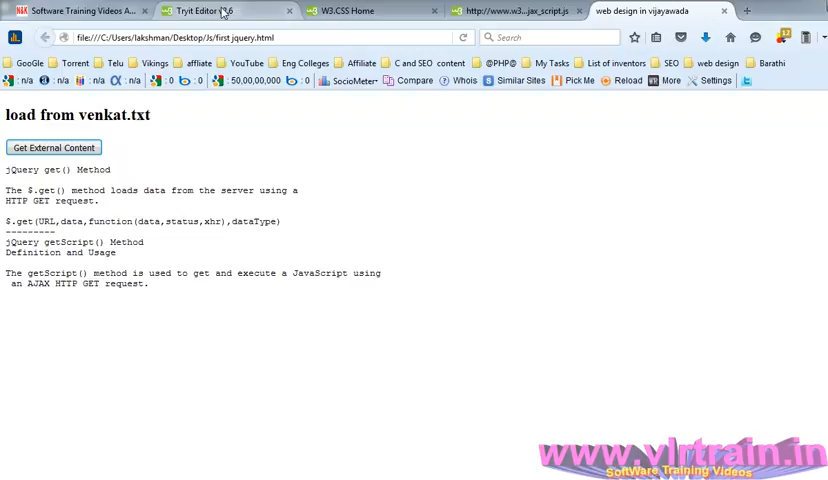 Software Training Videos A...
Tryit Editor
W3.CSS Home
http://www.w3...jax_script.js
web design in vijayawada
file:///C:/Users/lakshman/Desktop/Js/first jquery.html
Search
12
GooGle
Torrent
Telu
Vikings
afffiate
YouTube
Eng Colleges
Affiliate
C and SEO content
@PHP@
My Tasks
List of inventors
SEO
web design
Barathi
: n/a
: n/a
: n/a
: n/a
: 0
: 0
: 50,00,00,000
: 0
SocioMeter
Compare
Whois
Similar Sites
Pick Me
Reload
More
Settings
load from venkat.txt
Get External Content
jQuery get() Method
The $.get() method loads data from the server using a
HTTP GET request.
$.get(URL,data,function(data,status,xhr),dataType)
---------
jQuery getScript() Method
Definition and Usage
The getScript() method is used to get and execute a JavaScript using
an AJAX HTTP GET request.
www.vlrtrain.in
SoftWare Training Videos